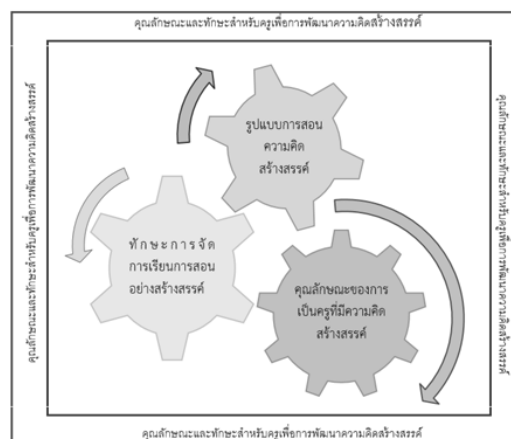 คุณลักษณะและทักษะสำหรับครูเพื่อการพัฒนาความคิดสร้างสรรค์
คุณลักษณะและทักษะสำหรับครูเพื่อการพัฒนาความคิดสร้างสรรค์
รูปแบบการสอน
ความคิด
สร้างสรรค์
ทักษะการจัด
การเรียนการสอน
อย่างสร้างสรรค์
คุณลักษณะของการ
เป็นครูที่มีความคิด
สร้างสรรค์
คุณลักษณะและทักษะสำหรับครูเพื่อการพัฒนาความคิดสร้างสรรค์
คุณลักษณะและทักษะสำหรับครูเพื่อการพัฒนาความคิดสร้างสรรค์